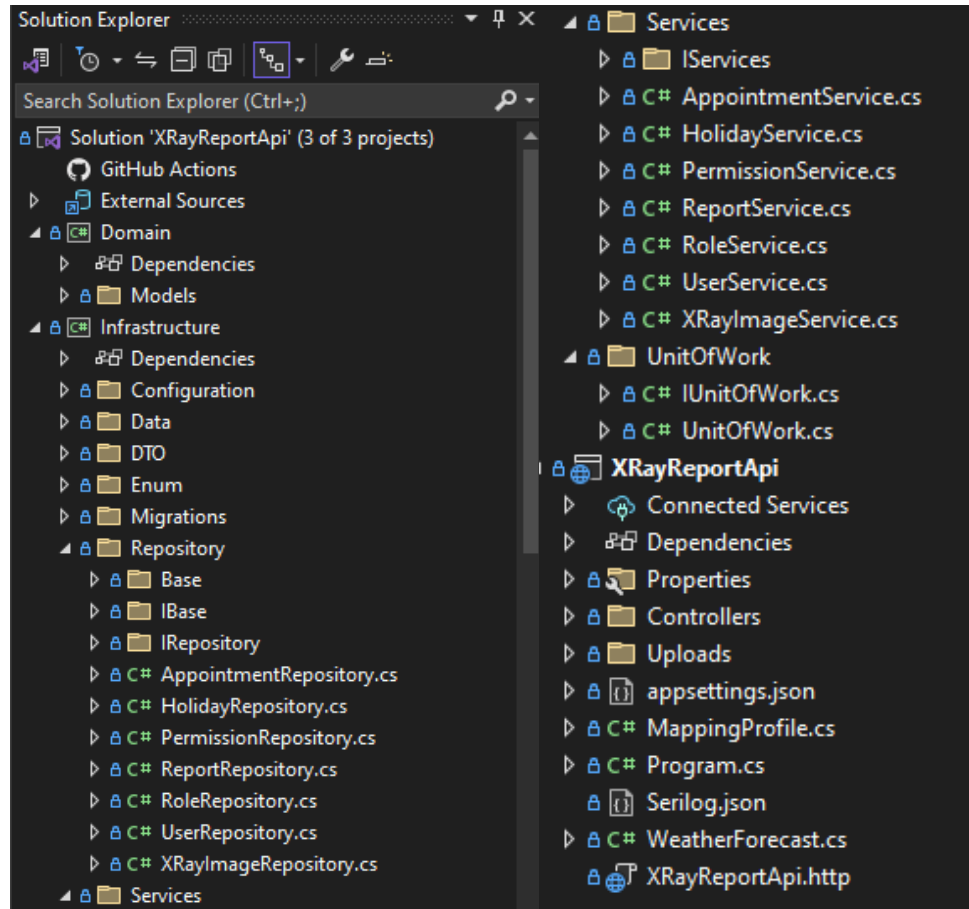 Solution Explorer
Search Solution Explorer (Ctrl+;)
Solution 'XRayReportApi' (3 of 3 projects)
GitHub Actions
External Sources
C# Domain
Dependencies
Models
C# Infrastructure
Dependencies
Configuration
Data
DTO
Enum
Migrations
Repository
Base
IBase
IRepository
C# AppointmentRepository.cs
C# HolidayRepository.cs
C# PermissionRepository.cs
C# ReportRepository.cs
C# RoleRepository.cs
C# UserRepository.cs
C# XRayImageRepository.cs
Services
Services
IServices
C# AppointmentService.cs
C# HolidayService.cs
C# PermissionService.cs
C# ReportService.cs
C# RoleService.cs
C# UserService.cs
C# XRayImageService.cs
UnitOfWork
C# IUnitOfWork.cs
C# UnitOfWork.cs
XRayReportApi
Connected Services
Dependencies
Properties
Controllers
Uploads
appsettings.json
C# MappingProfile.cs
C# Program.cs
Serilog.json
C# WeatherForecast.cs
XRayReportApi.http